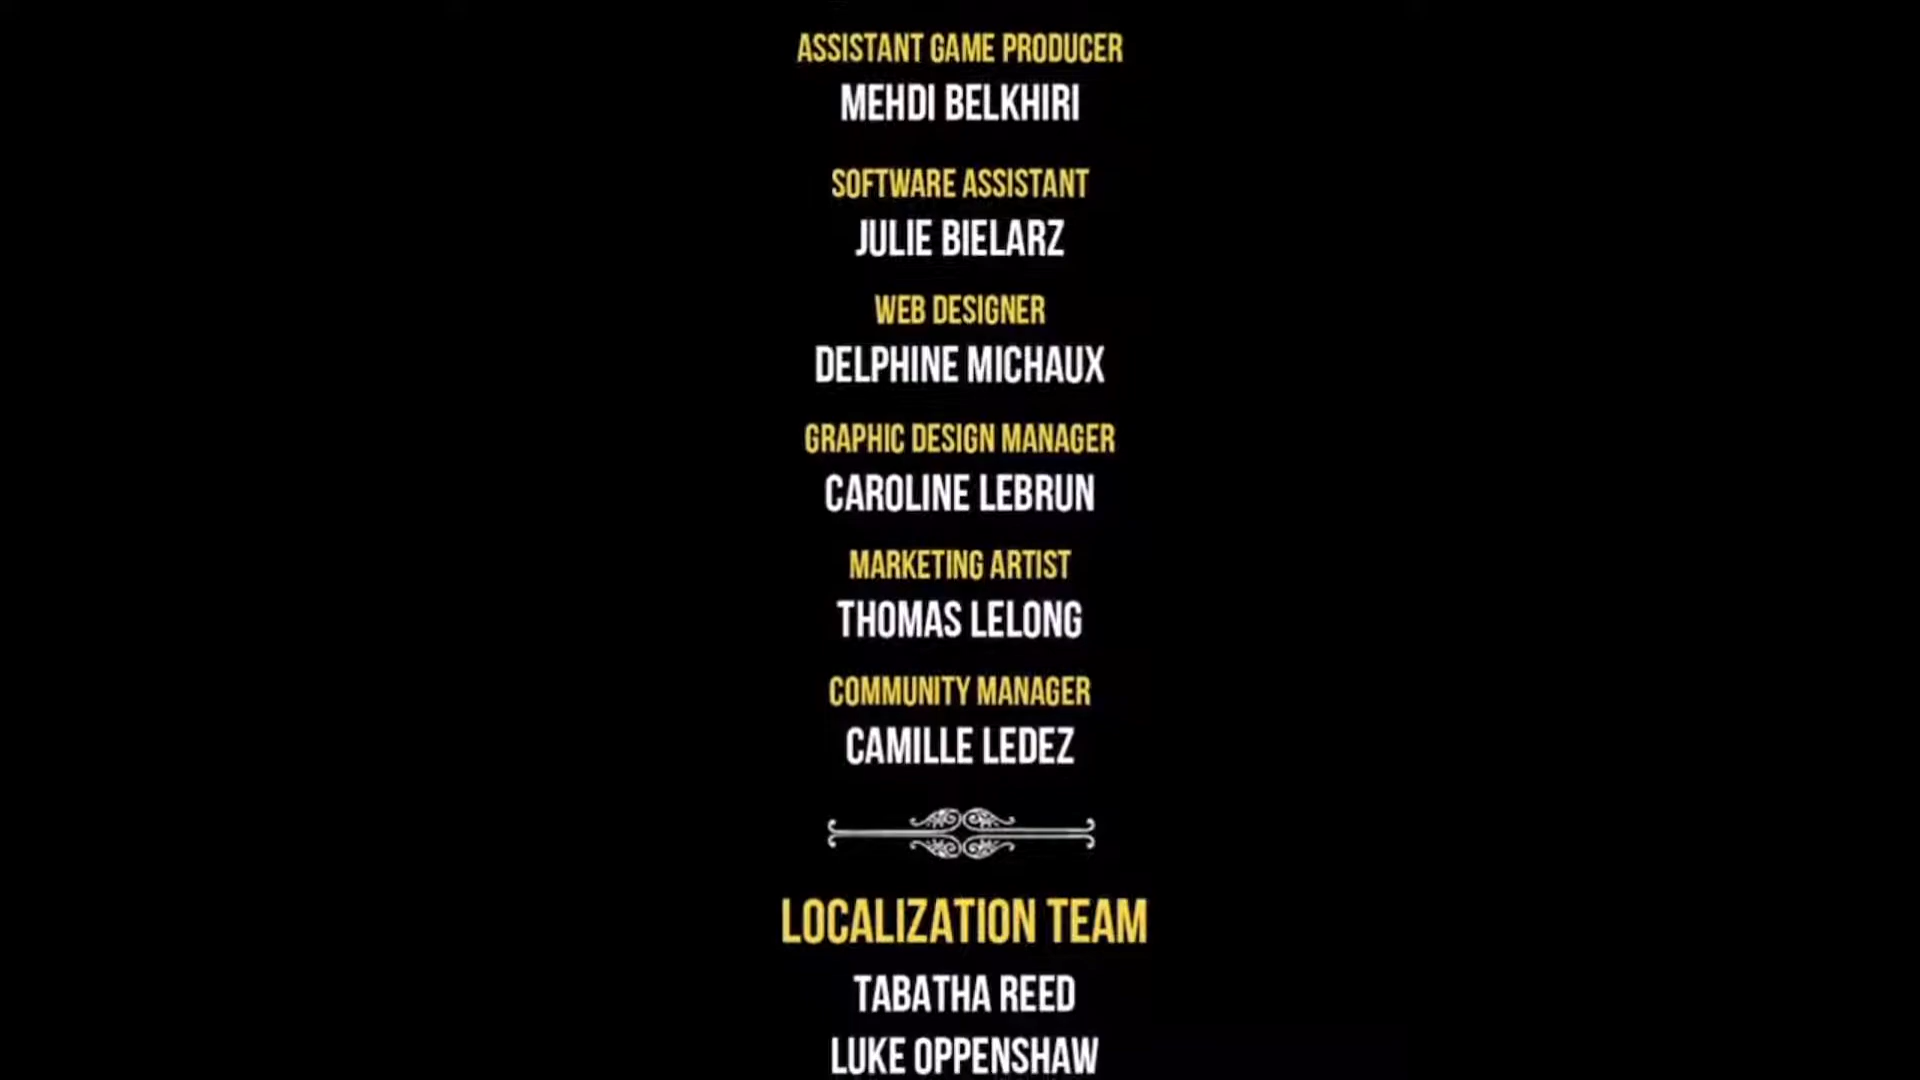 ASSISTANT GAME PRODUCER
MEHDI BELKHIRI
SOFTWARE ASSISTANT
JULIE BIELARZ
WEB DESIGNER
DELPHINE MICHAUX
GRAPHIC DESIGN MANAGER
CAROLINE LEBRUN
MARKETING ARTIST
THOMAS LELONG
COMMUNITY MANAGER
CAMILLE LEDEZ
LOCALIZATION TEAM
TABATHA REED
LUKE OPPENSHAW